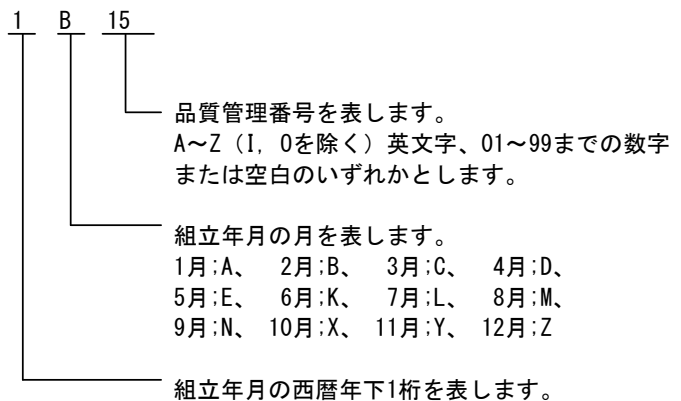 1 B 15
品質管理番号を表します。
A～Z（I, Oを除く）英文字、01～99までの数字
または空白のいずれかとします。
組立年月の月を表します。
1月;A、 2月;B、 3月;C、 4月;D、
5月;E、 6月;K、 7月;L、 8月;M、
9月;N、 10月;X、 11月;Y、 12月;Z
組立年月の西暦年下1桁を表します。